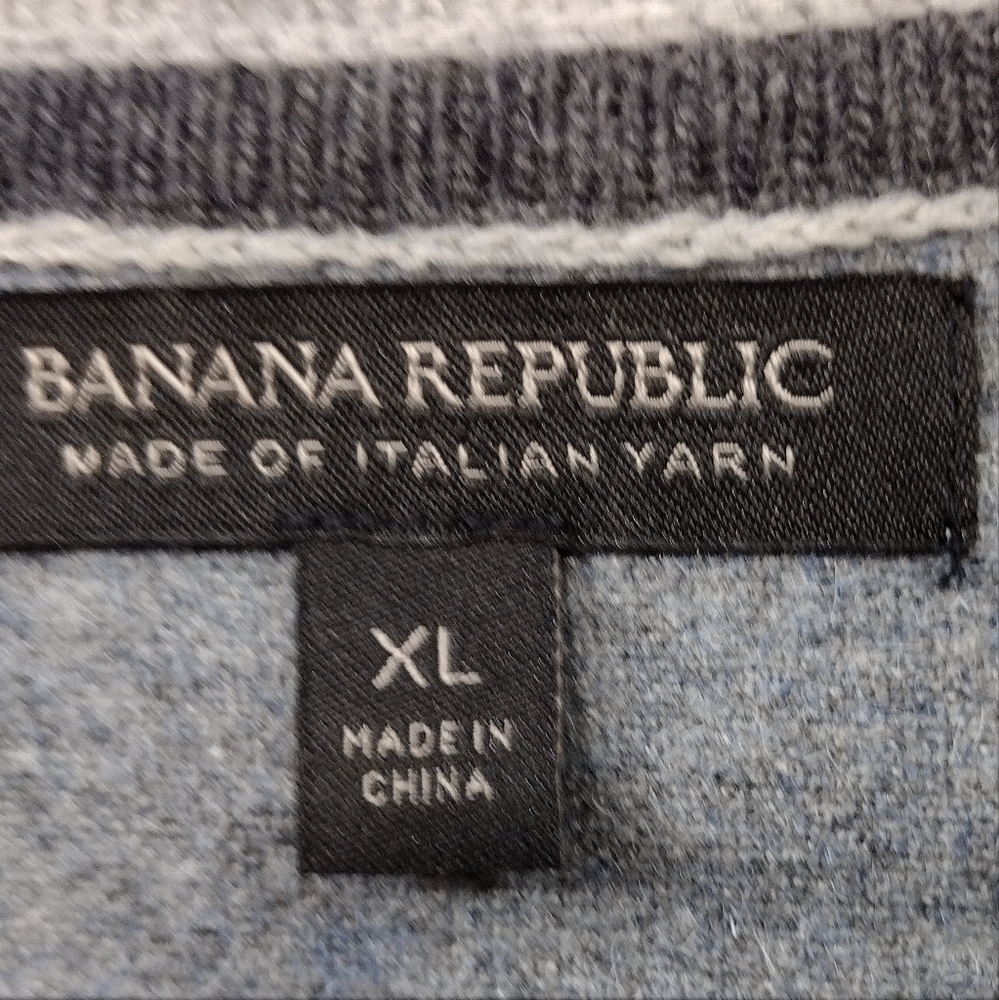 BANANA REPUBLIC
MADE OF ITALIAN YARN
XL
MADE IN
CHINA